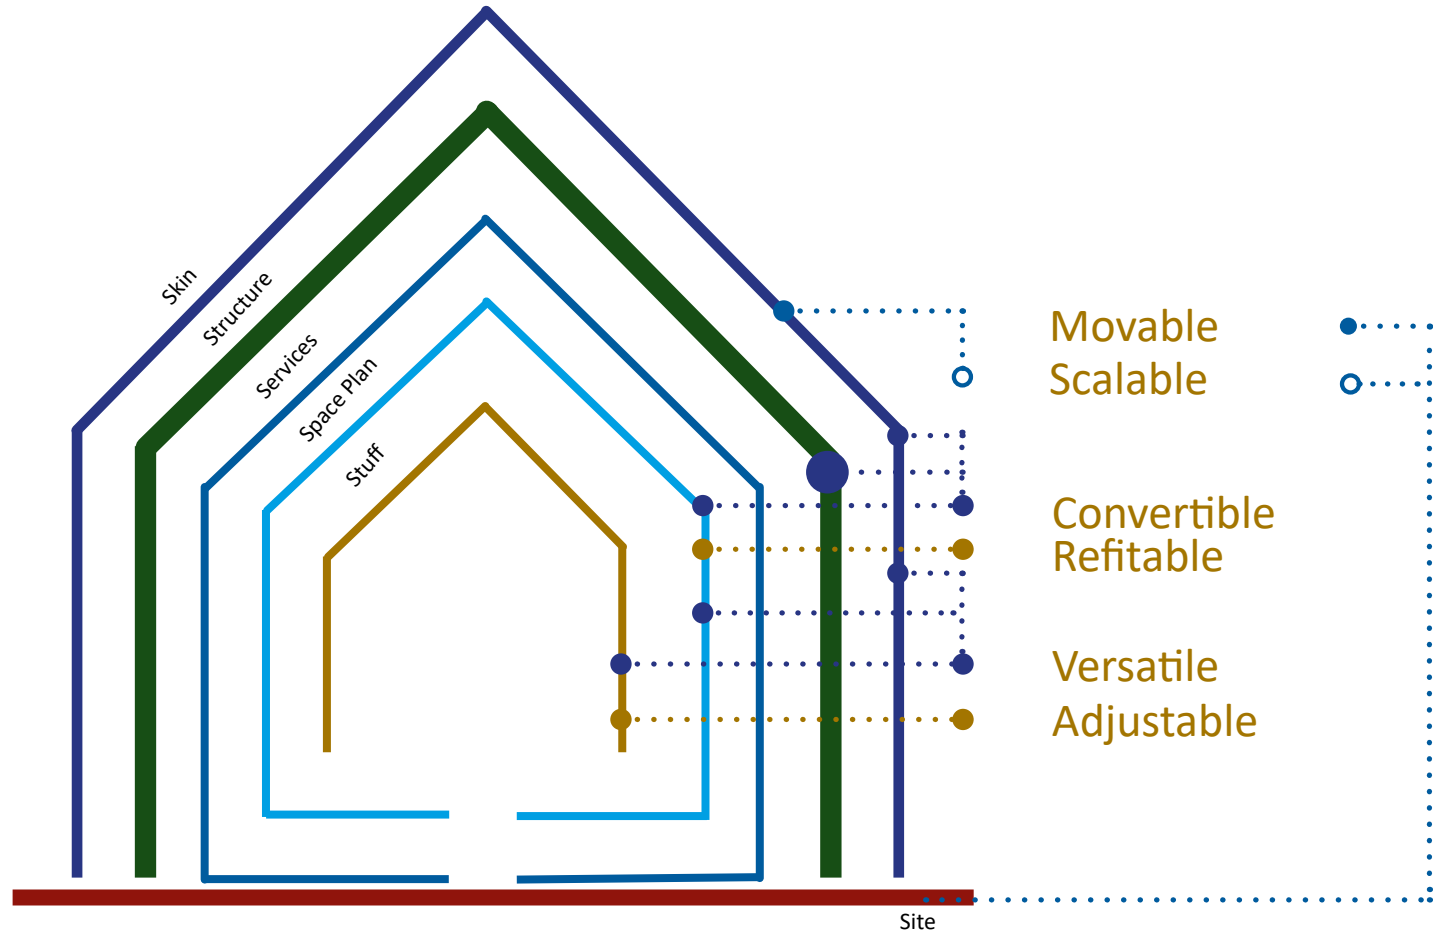 Skin
Structure
Services
Space Plan
Stuff
Movable
Scalable
Convertible
Refitable
Versatile
Adjustable
Site